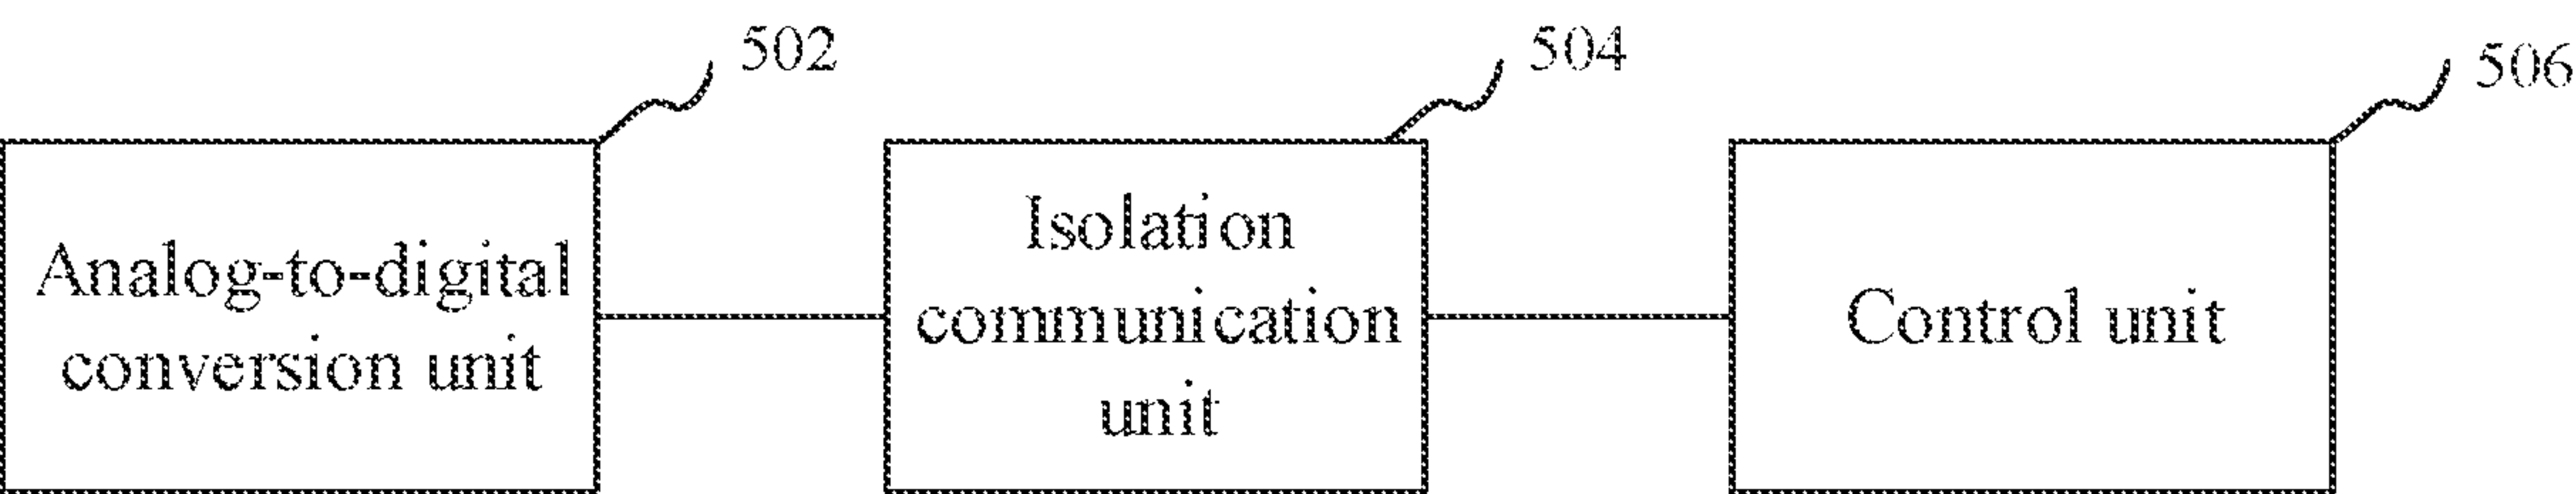 502
504
506
Analog-to-digital
conversion unit
Isolation
communication
unit
Control unit